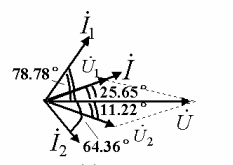 İ₁
78.78°
U̇₁
İ
25.65°
11.22°
U̇
İ₂
U̇₂
64.36°